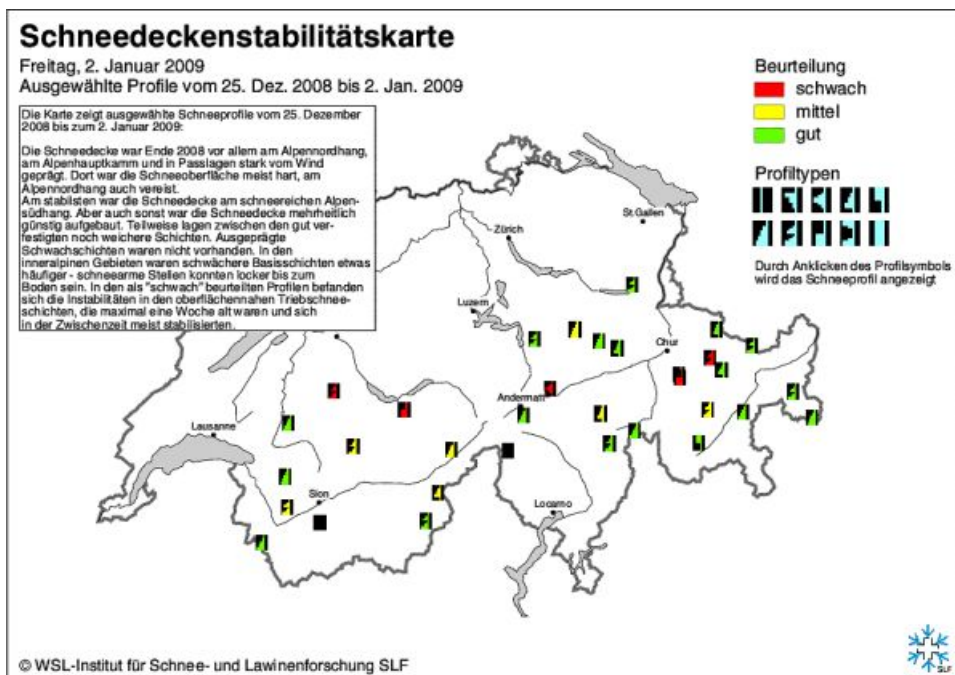 Schneedeckenstabilitätskarte
Freitag, 2. Januar 2009
Ausgewählte Profile vom 25. Dez. 2008 bis 2. Jan. 2009
Die Karte zeigt ausgewählte Schneeprofile vom 25. Dezember
2008 bis zum 2. Januar 2009:
Die Schneedecke war Ende 2008 vor allem am Alpennordhang,
am Alpenhauptkamm und in Passlagen stark vom Wind
geprägt. Dort war die Schneeoberfläche meist hart, am
Alpennordhang auch vereist.
Am stabilsten war die Schneedecke am schneereichen Alpen-
südhang. Aber auch sonst war die Schneedecke mehrheitlich
günstig aufgebaut. Teilweise lagen zwischen den gut ver-
festigten noch weichere Schichten. Ausgeprägte
Schwachschichten waren nicht vorhanden. In den
inneralpinen Gebieten waren schwächere Basisschichten etwas
häufiger - schneearme Stellen konnten locker bis zum
Boden sein. In den als "schwach" beurteilten Profilen befanden
sich die Instabilitäten in den oberflächennahen Triebschnee-
schichten, die maximal eine Woche alt waren und sich
in der Zwischenzeit meist stabilisierten.
Beurteilung
schwach
mittel
gut
Profiltypen
Durch Anklicken des Profilsymbols
wird das Schneeprofil angezeigt
St.Gallen
Zürich
Luzern
Chur
Andermatt
Lausanne
Sion
Locarno
© WSL-Institut für Schnee- und Lawinenforschung SLF
SLF